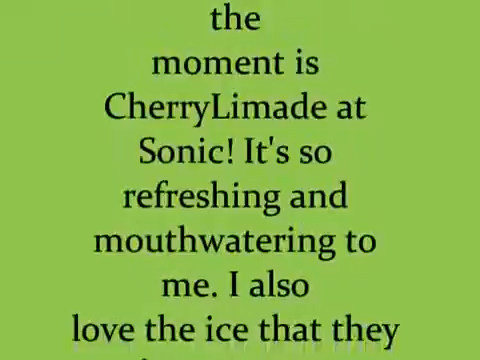 the
moment is
CherryLimade at
Sonic! It's so
refreshing and
mouthwatering to
me. I also
love the ice that they